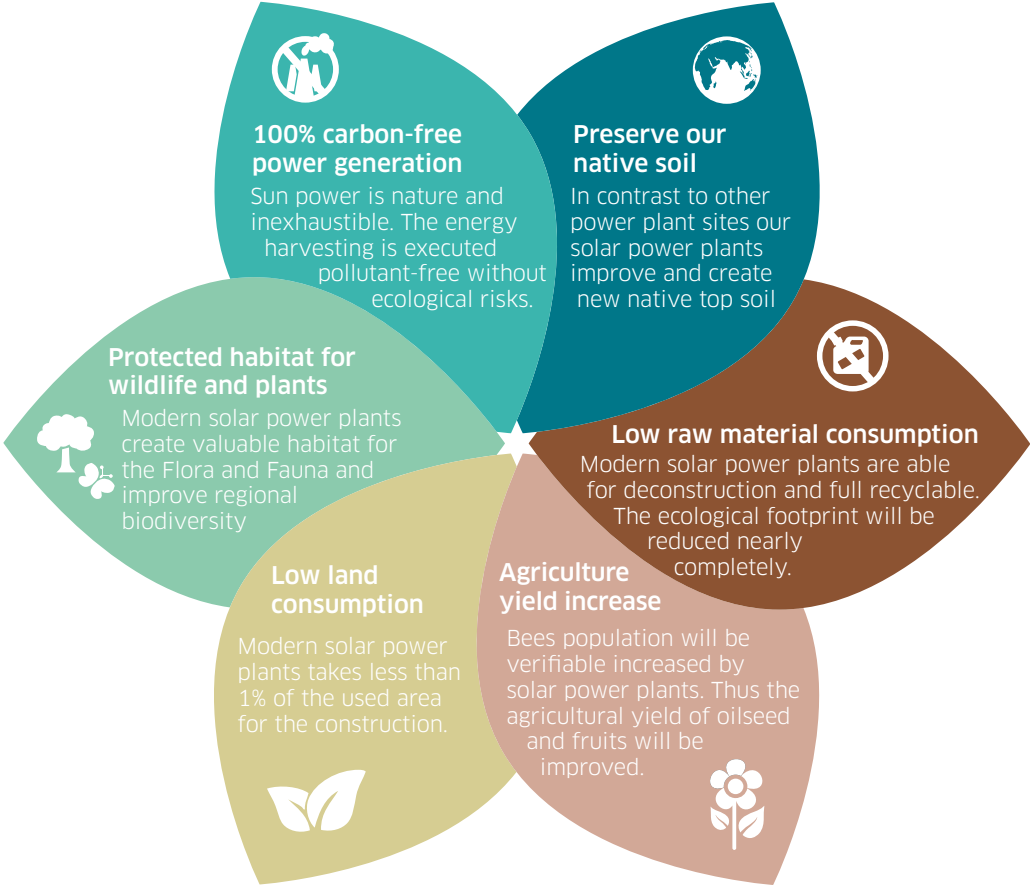 100% carbon-free
power generation
Sun power is nature and
inexhaustible. The energy
harvesting is executed
pollutant-free without
ecological risks.
Preserve our
native soil
In contrast to other
power plant sites our
solar power plants
improve and create
new native top soil
Protected habitat for
wildlife and plants
Modern solar power plants
create valuable habitat for
the Flora and Fauna and
improve regional
biodiversity
Low raw material consumption
Modern solar power plants are able
for deconstruction and full recyclable.
The ecological footprint will be
reduced nearly
completely.
Low land
consumption
Modern solar power
plants takes less than
1% of the used area
for the construction.
Agriculture
yield increase
Bees population will be
verifiable increased by
solar power plants. Thus the
agricultural yield of oilseed
and fruits will be
improved.